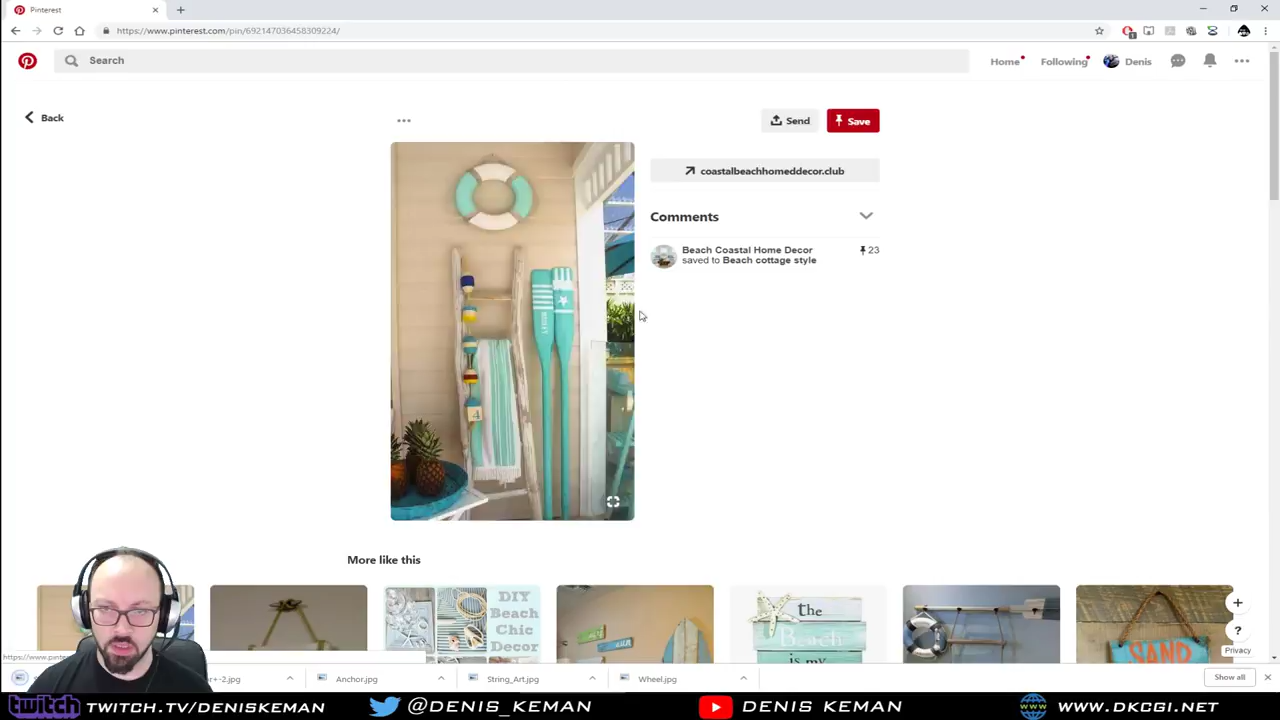 Pinterest
https://www.pinterest.com/pin/692147036458309224/
Search
Home
Following
Denis
Back
Send
Save
coastalbeachhomeddecor.club
Comments
Beach Coastal Home Decor
23
saved to Beach cottage style
4
More like this
the
Beach
is my
DIY
Beach
Chic
Decor
SAND
?
Privacy
r+-2.jpg
Anchor.jpg
String_Art.jpg
Wheel.jpg
Show all
twitch
TWITCH.TV/DENISKEMAN
@DENIS_KEMAN
DENIS KEMAN
WWW.DKCGI.NET